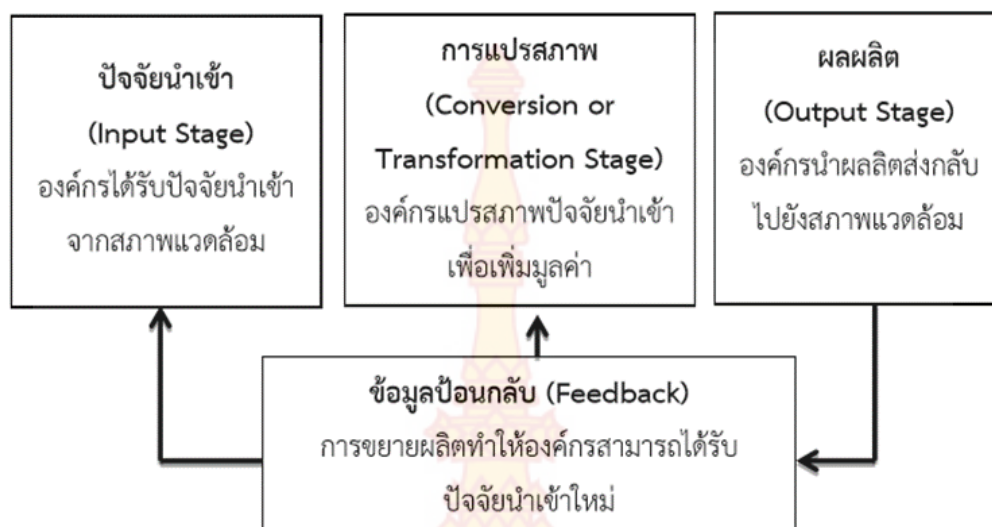 ปัจจัยนำเข้า
(Input Stage)
องค์กรได้รับปัจจัยนำเข้า
จากสภาพแวดล้อม
การแปรสภาพ
(Conversion or
Transformation Stage)
องค์กรแปรสภาพปัจจัยนำเข้า
เพื่อเพิ่มมูลค่า
ผลผลิต
(Output Stage)
องค์กรนำผลลิตส่งกลับ
ไปยังสภาพแวดล้อม
ข้อมูลป้อนกลับ (Feedback)
การขยายผลิตทำให้องค์กรสามารถได้รับ
ปัจจัยนำเข้าใหม่